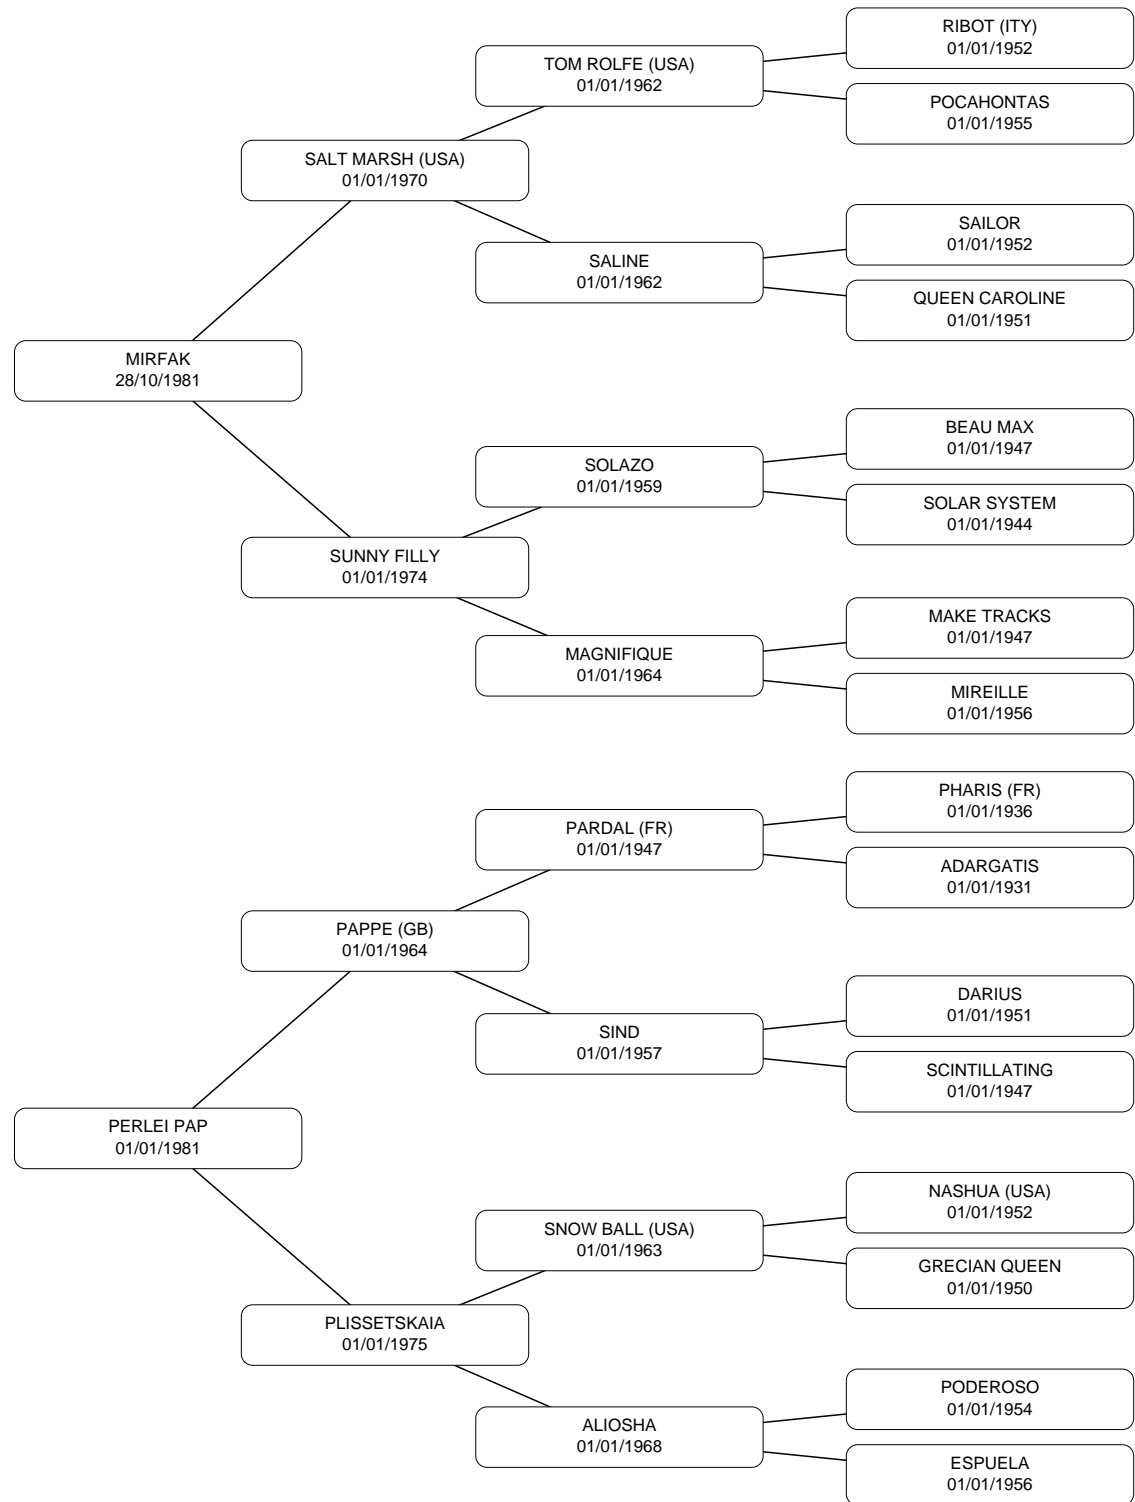 RIBOT (ITY)
01/01/1952
TOM ROLFE (USA)
01/01/1962
POCAHONTAS
01/01/1955
SALT MARSH (USA)
01/01/1970
SAILOR
01/01/1952
SALINE
01/01/1962
QUEEN CAROLINE
01/01/1951
MIRFAK
28/10/1981
BEAU MAX
01/01/1947
SOLAZO
01/01/1959
SOLAR SYSTEM
01/01/1944
SUNNY FILLY
01/01/1974
MAKE TRACKS
01/01/1947
MAGNIFIQUE
01/01/1964
MIREILLE
01/01/1956
PHARIS (FR)
01/01/1936
PARDAL (FR)
01/01/1947
ADARGATIS
01/01/1931
PAPPE (GB)
01/01/1964
DARIUS
01/01/1951
SIND
01/01/1957
SCINTILLATING
01/01/1947
PERLEI PAP
01/01/1981
NASHUA (USA)
01/01/1952
SNOW BALL (USA)
01/01/1963
GRECIAN QUEEN
01/01/1950
PLISSETSKAIA
01/01/1975
PODEROSO
01/01/1954
ALIOSHA
01/01/1968
ESPUELA
01/01/1956